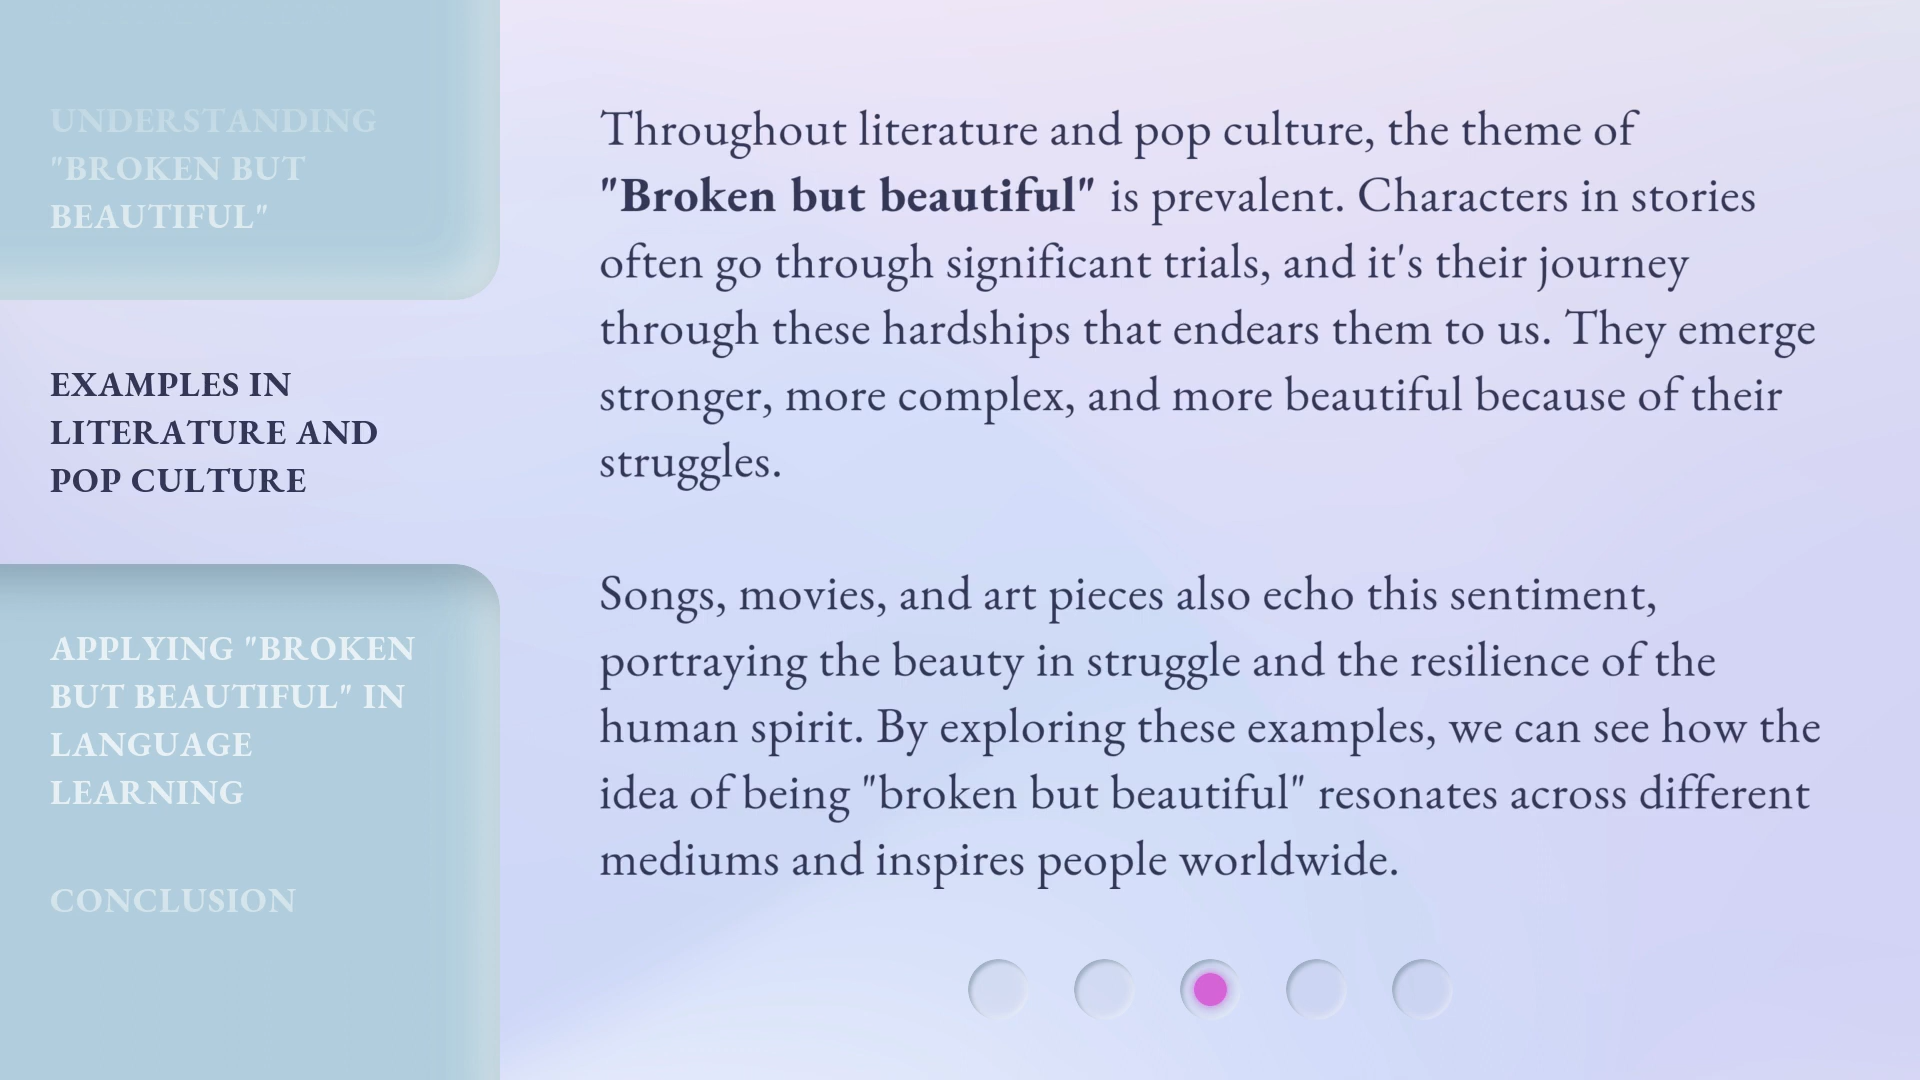 UNDERSTANDING
"BROKEN BUT
BEAUTIFUL"
EXAMPLES IN
LITERATURE AND
POP CULTURE
APPLYING "BROKEN
BUT BEAUTIFUL" IN
LANGUAGE
LEARNING
CONCLUSION
Throughout literature and pop culture, the theme of
"Broken but beautiful" is prevalent. Characters in stories
often go through significant trials, and it's their journey
through these hardships that endears them to us. They emerge
stronger, more complex, and more beautiful because of their
struggles.
Songs, movies, and art pieces also echo this sentiment,
portraying the beauty in struggle and the resilience of the
human spirit. By exploring these examples, we can see how the
idea of being "broken but beautiful" resonates across different
mediums and inspires people worldwide.